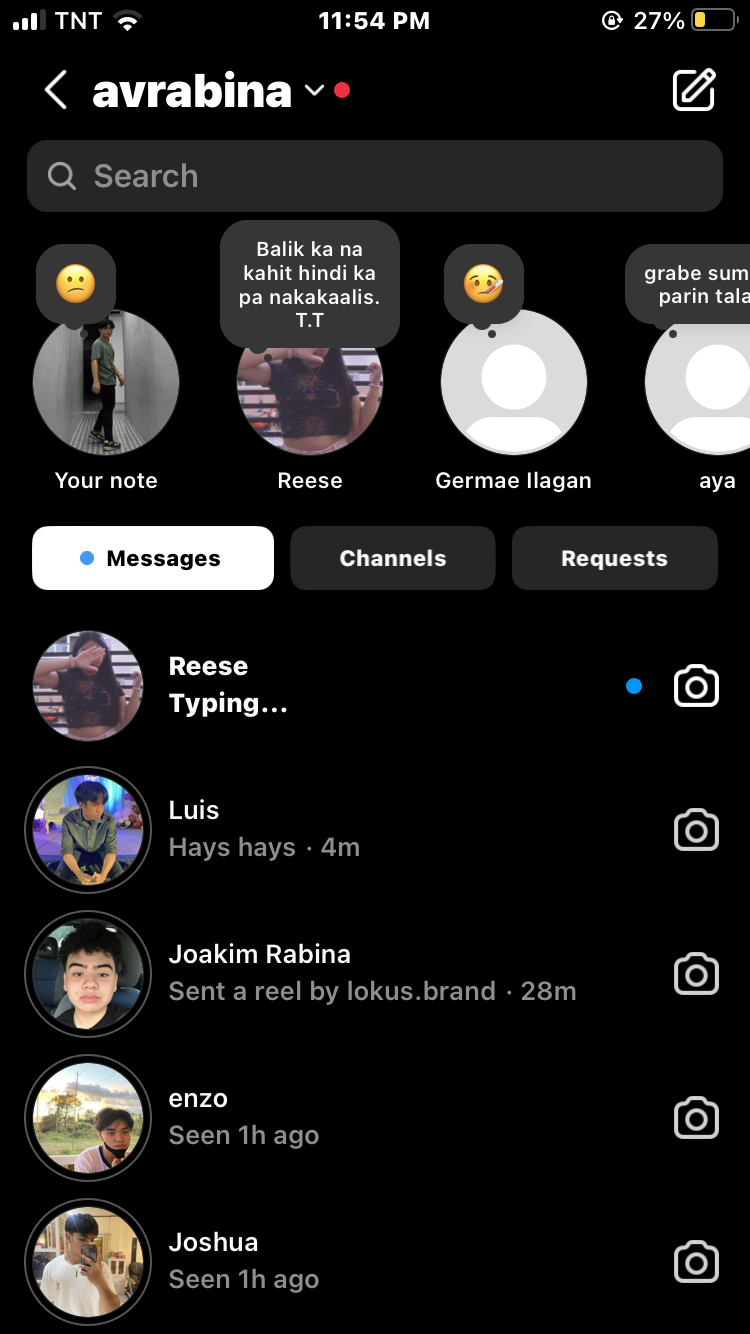 TNT 11:54 PM 27%
avrabina
Search
Balik ka na
kahit hindi ka
pa nakakaalis.
T.T
grabe sum
parin tala
Your note Reese Germae Ilagan aya
Messages Channels Requests
Reese
Typing...
Luis
Hays hays · 4m
Joakim Rabina
Sent a reel by lokus.brand · 28m
enzo
Seen 1h ago
Joshua
Seen 1h ago